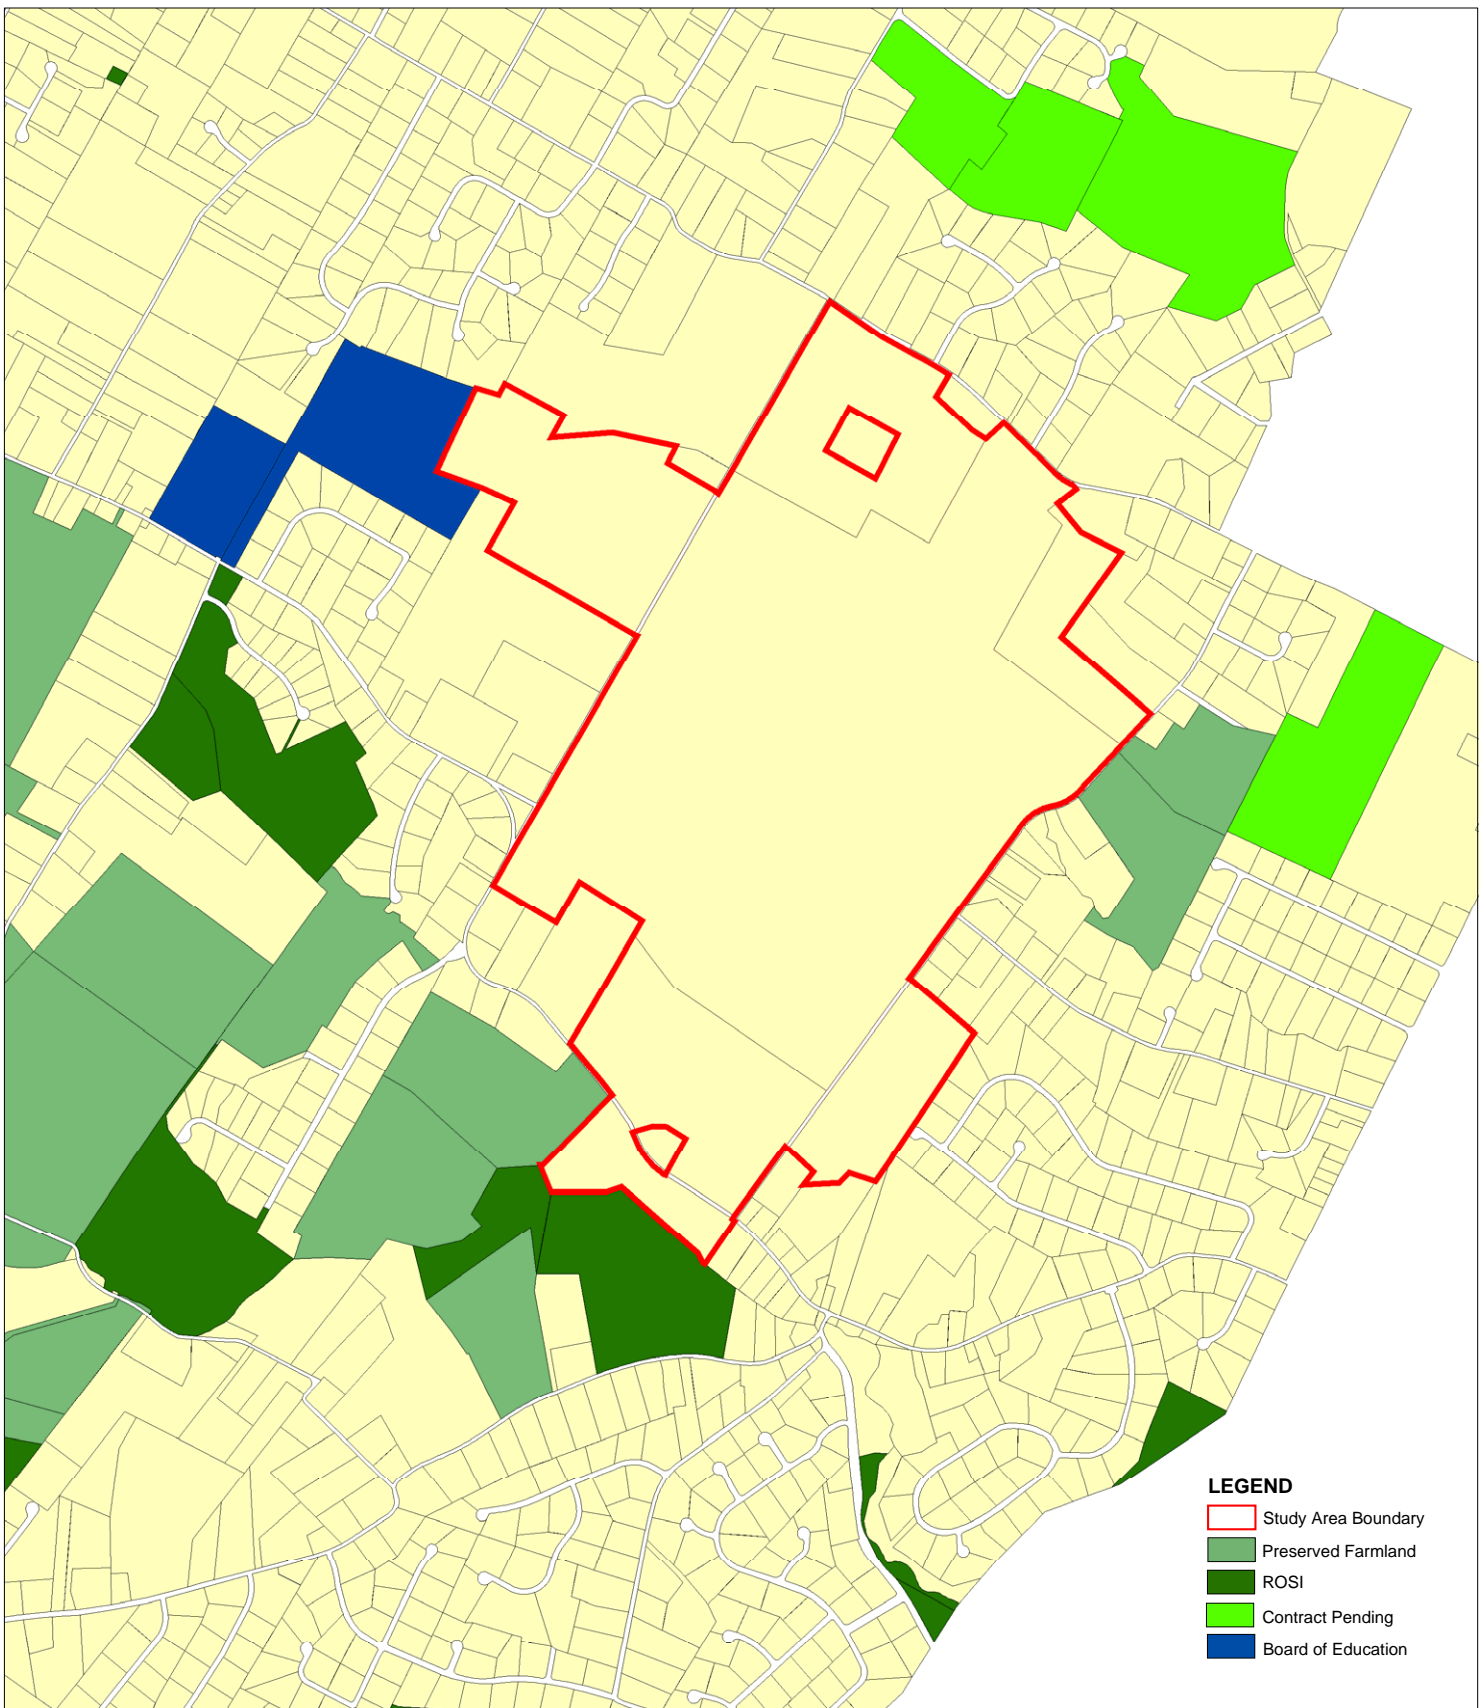 LEGEND
Study Area Boundary
Preserved Farmland
ROSI
Contract Pending
Board of Education